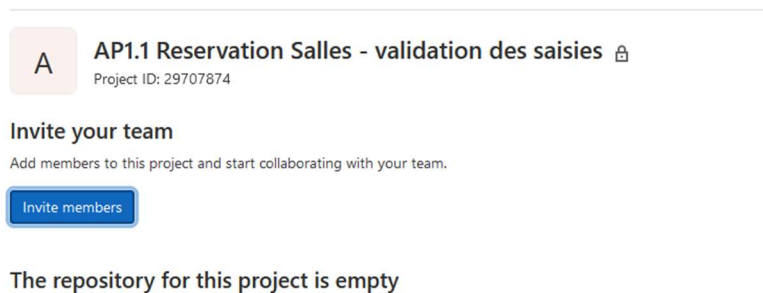 A
AP1.1 Reservation Salles - validation des saisies
Project ID: 29707874
Invite your team
Add members to this project and start collaborating with your team.
Invite members
The repository for this project is empty